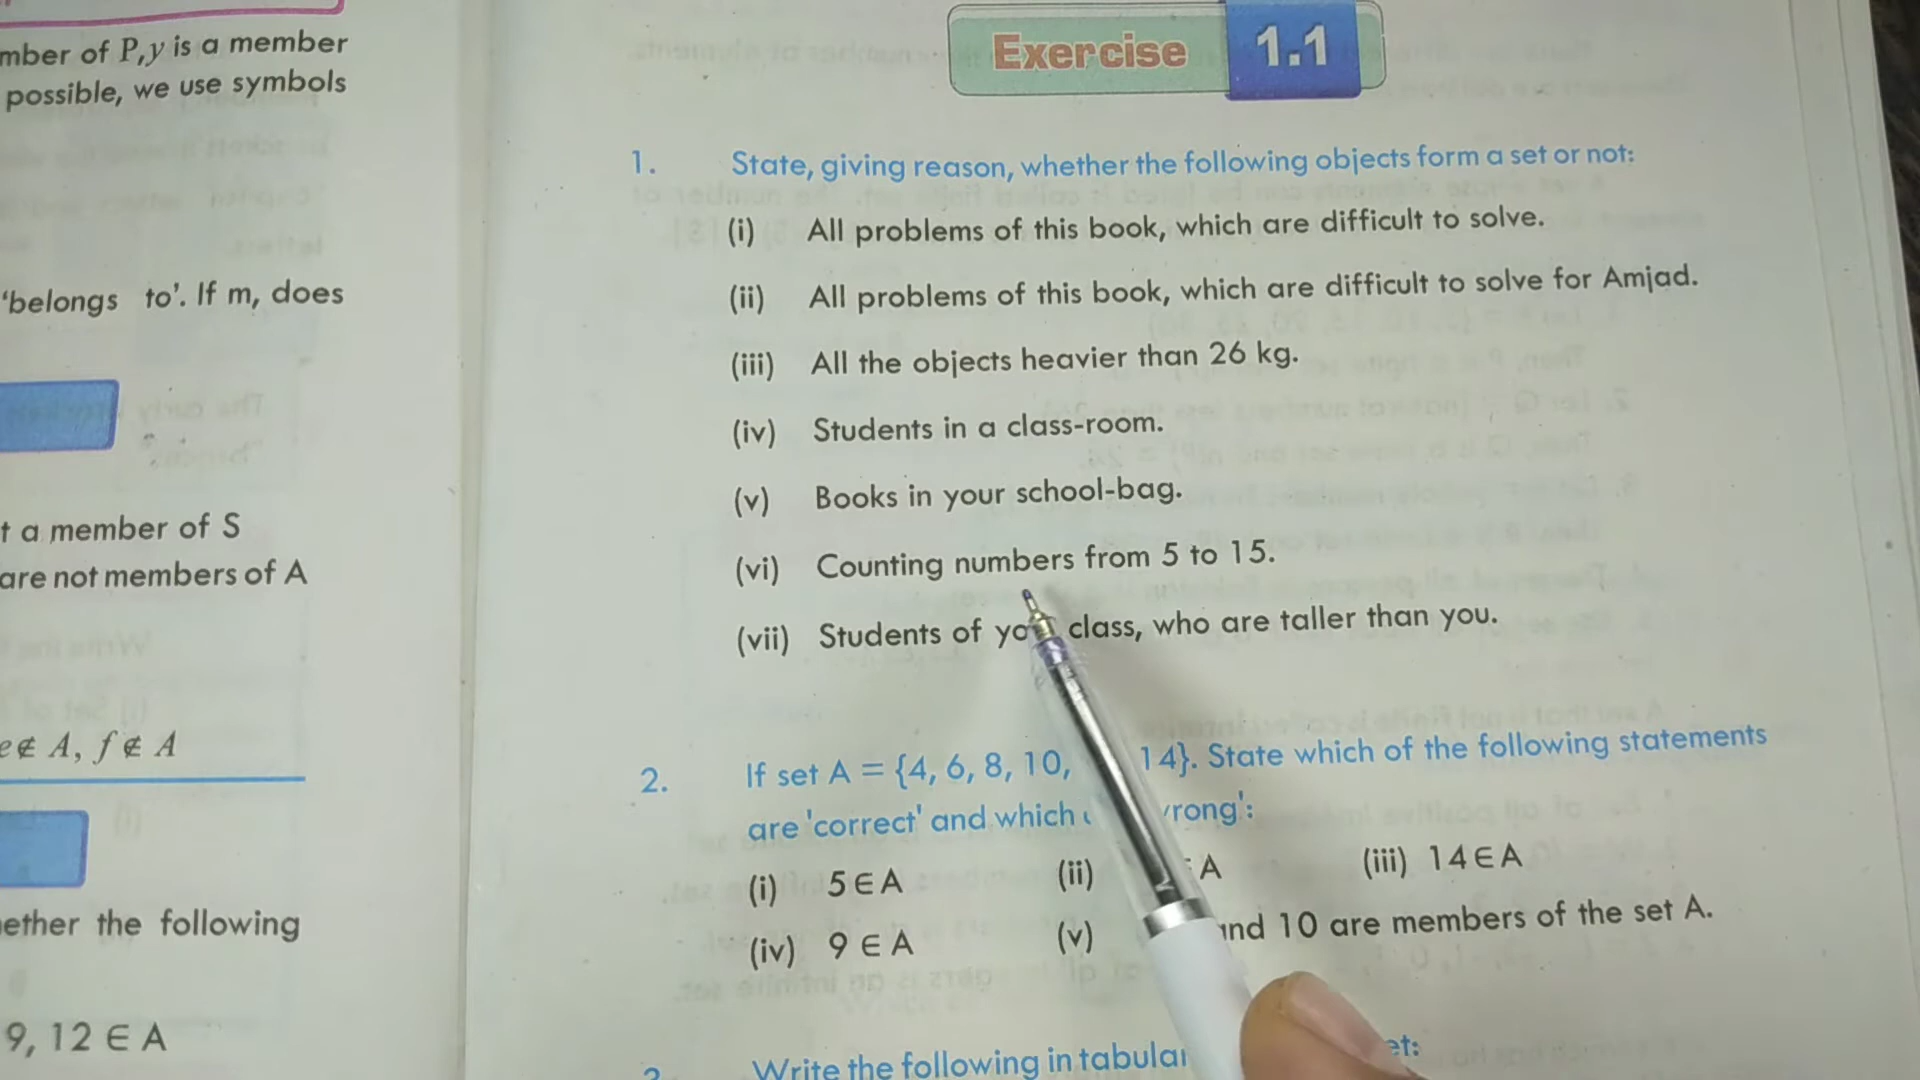 mber of P,y is a member
possible, we use symbols
'belongs to'. If m, does
t a member of S
are not members of A
e∉ A, f ∉ A
ether the following
9, 12 ∈ A
Exercise 1.1
1. State, giving reason, whether the following objects form a set or not:
(i) All problems of this book, which are difficult to solve.
(ii) All problems of this book, which are difficult to solve for Amjad.
(iii) All the objects heavier than 26 kg.
(iv) Students in a class-room.
(v) Books in your school-bag.
(vi) Counting numbers from 5 to 15.
(vii) Students of class, who are taller than you.
2. If set A = {4, 6, 8, 10, 14}. State which of the following statements
are 'correct' and which rong':
(i) 5 ∈ A (ii) A (iii) 14 ∈ A
(iv) 9 ∈ A (v) and 10 are members of the set A.
Write the following in tabular et: